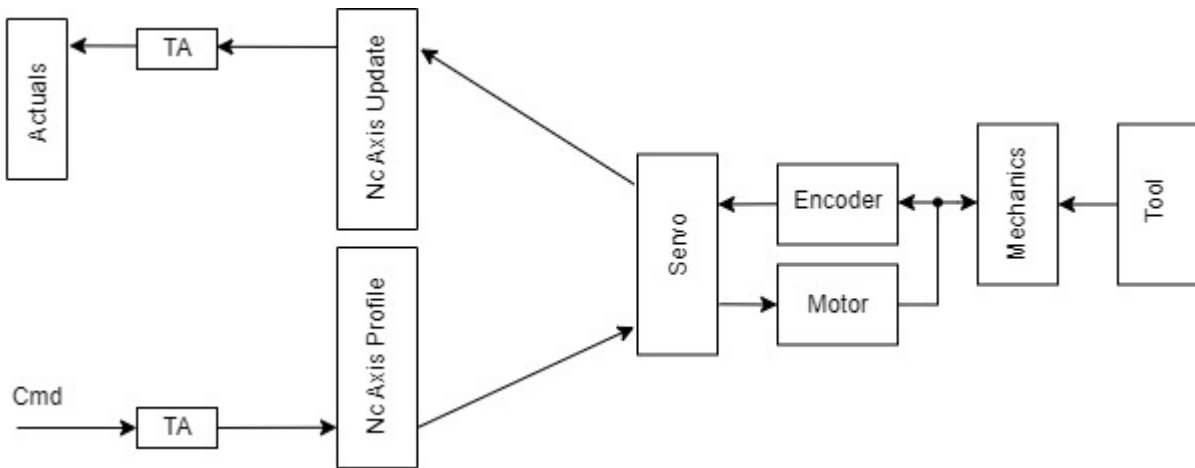 TA
Actuals
Nc Axis Update
Encoder
Servo
Mechanics
Tool
Motor
Nc Axis Profile
Cmd
TA